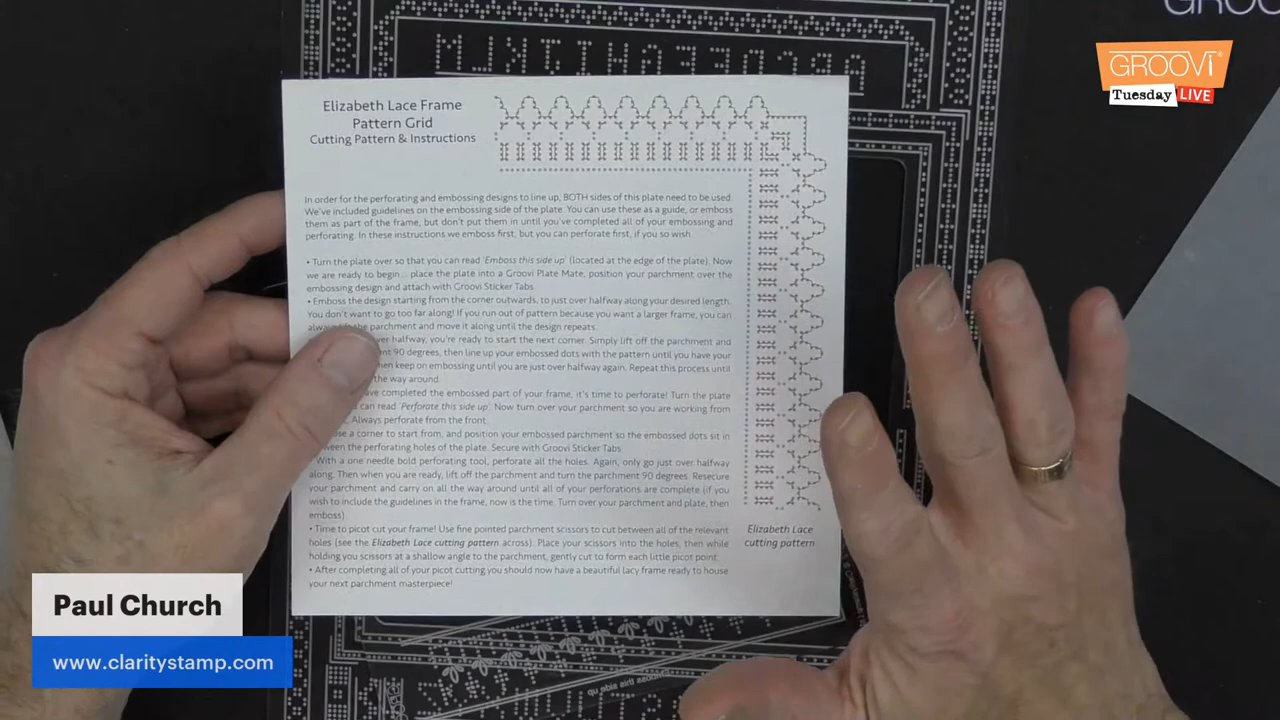 GROOVI
Tuesday LIVE
Elizabeth Lace Frame
Pattern Grid
Cutting Pattern & Instructions
In order for the perforating and embossing designs to line up, BOTH sides of this plate need to be used.
We've included guidelines on the embossing side of the plate. You can use these as a guide, or emboss
them as part of the frame, but don't put them in until you've completed all of your embossing and
perforating. In these instructions we emboss first, but you can perforate first, if you so wish.
• Turn the plate over so that you can read 'Emboss this side up' (located at the edge of the plate). Now
we are ready to begin... place the plate into a Groovi Plate Mate, position your parchment over the
embossing design and attach with Groovi Sticker Tabs.
• Emboss the design starting from the corner outwards, to just over halfway along your desired length.
You don't want to go too far along! If you run out of pattern because you want a larger frame, you can
the parchment and move it along until the design repeats.
over halfway, you're ready to start the next corner. Simply lift off the parchment and
90 degrees, then line up your embossed dots with the pattern until you have your
then keep on embossing until you are just over halfway again. Repeat this process until
the way around.
completed the embossed part of your frame, it's time to perforate! Turn the plate
can read 'Perforate this side up'. Now turn over your parchment so you are working from
Always perforate from the front.
a corner to start from, and position your embossed parchment so the embossed dots sit in
the perforating holes of the plate. Secure with Groovi Sticker Tabs.
• With a one needle bold perforating tool, perforate all the holes. Again, only go just over halfway
along. Then when you are ready, lift off the parchment and turn the parchment 90 degrees. Resecure
your parchment and carry on all the way around until all of your perforations are complete (if you
wish to include the guidelines in the frame, now is the time. Turn over your parchment and plate, then
emboss).
• Time to picot cut your frame! Use fine pointed parchment scissors to cut between all of the relevant
holes (see the Elizabeth Lace cutting pattern across). Place your scissors into the holes, then while
holding you scissors at a shallow angle to the parchment, gently cut to form each little picot point.
• After completing all of your picot cutting you should now have a beautiful lacy frame ready to house
your next parchment masterpiece!
Elizabeth Lace
cutting pattern
Paul Church
www.claritystamp.com